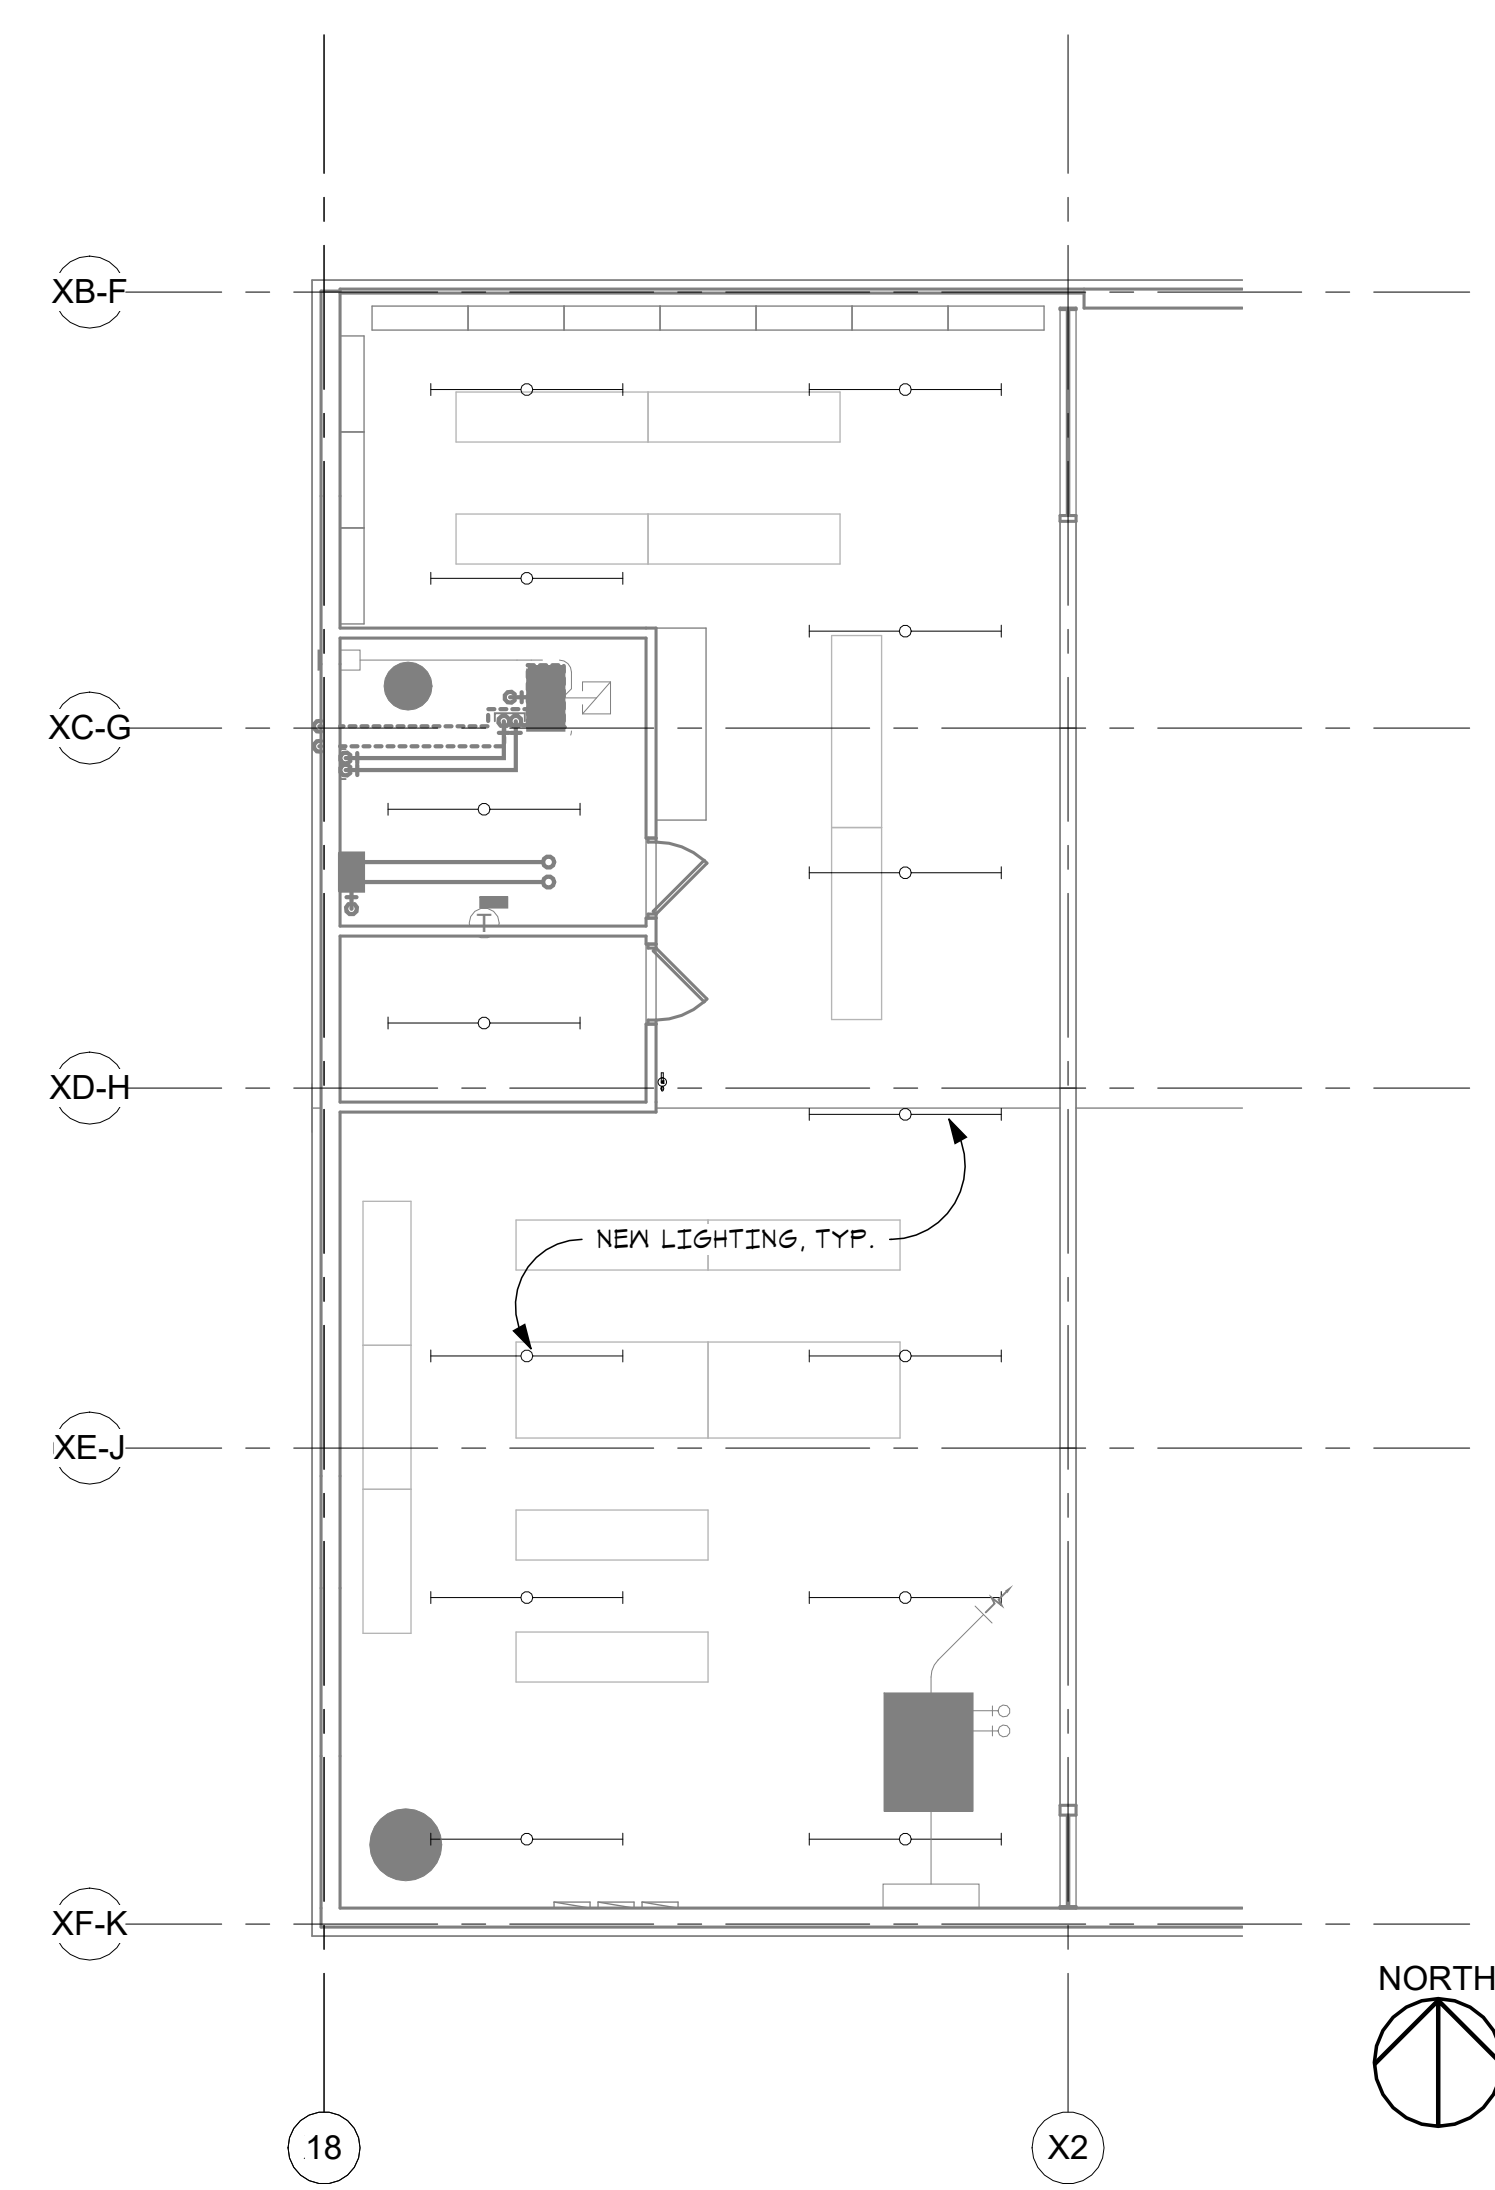 XB-F
XC-G
T
XD-H
NEW LIGHTING, TYP.
XE-J
XF-K
NORTH
18
X2